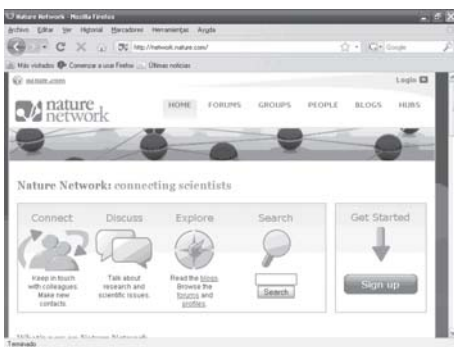 Nature Network - Mozilla Firefox
Archivo Editar Ver Historial Marcadores Herramientas Ayuda
http://network.nature.com/
Google
Más visitados Comenzar a usar Firefox Últimas noticias
nature.com
Login
nature network
HOME FORUMS GROUPS PEOPLE BLOGS HUBS
Nature Network: connecting scientists
Connect
Keep in touch
with colleagues.
Make new
contacts.
Discuss
Talk about
research and
scientific issues.
Explore
Read the blogs.
Browse the
forums and
profiles.
Search
Search
Get Started
Sign up
Terminado